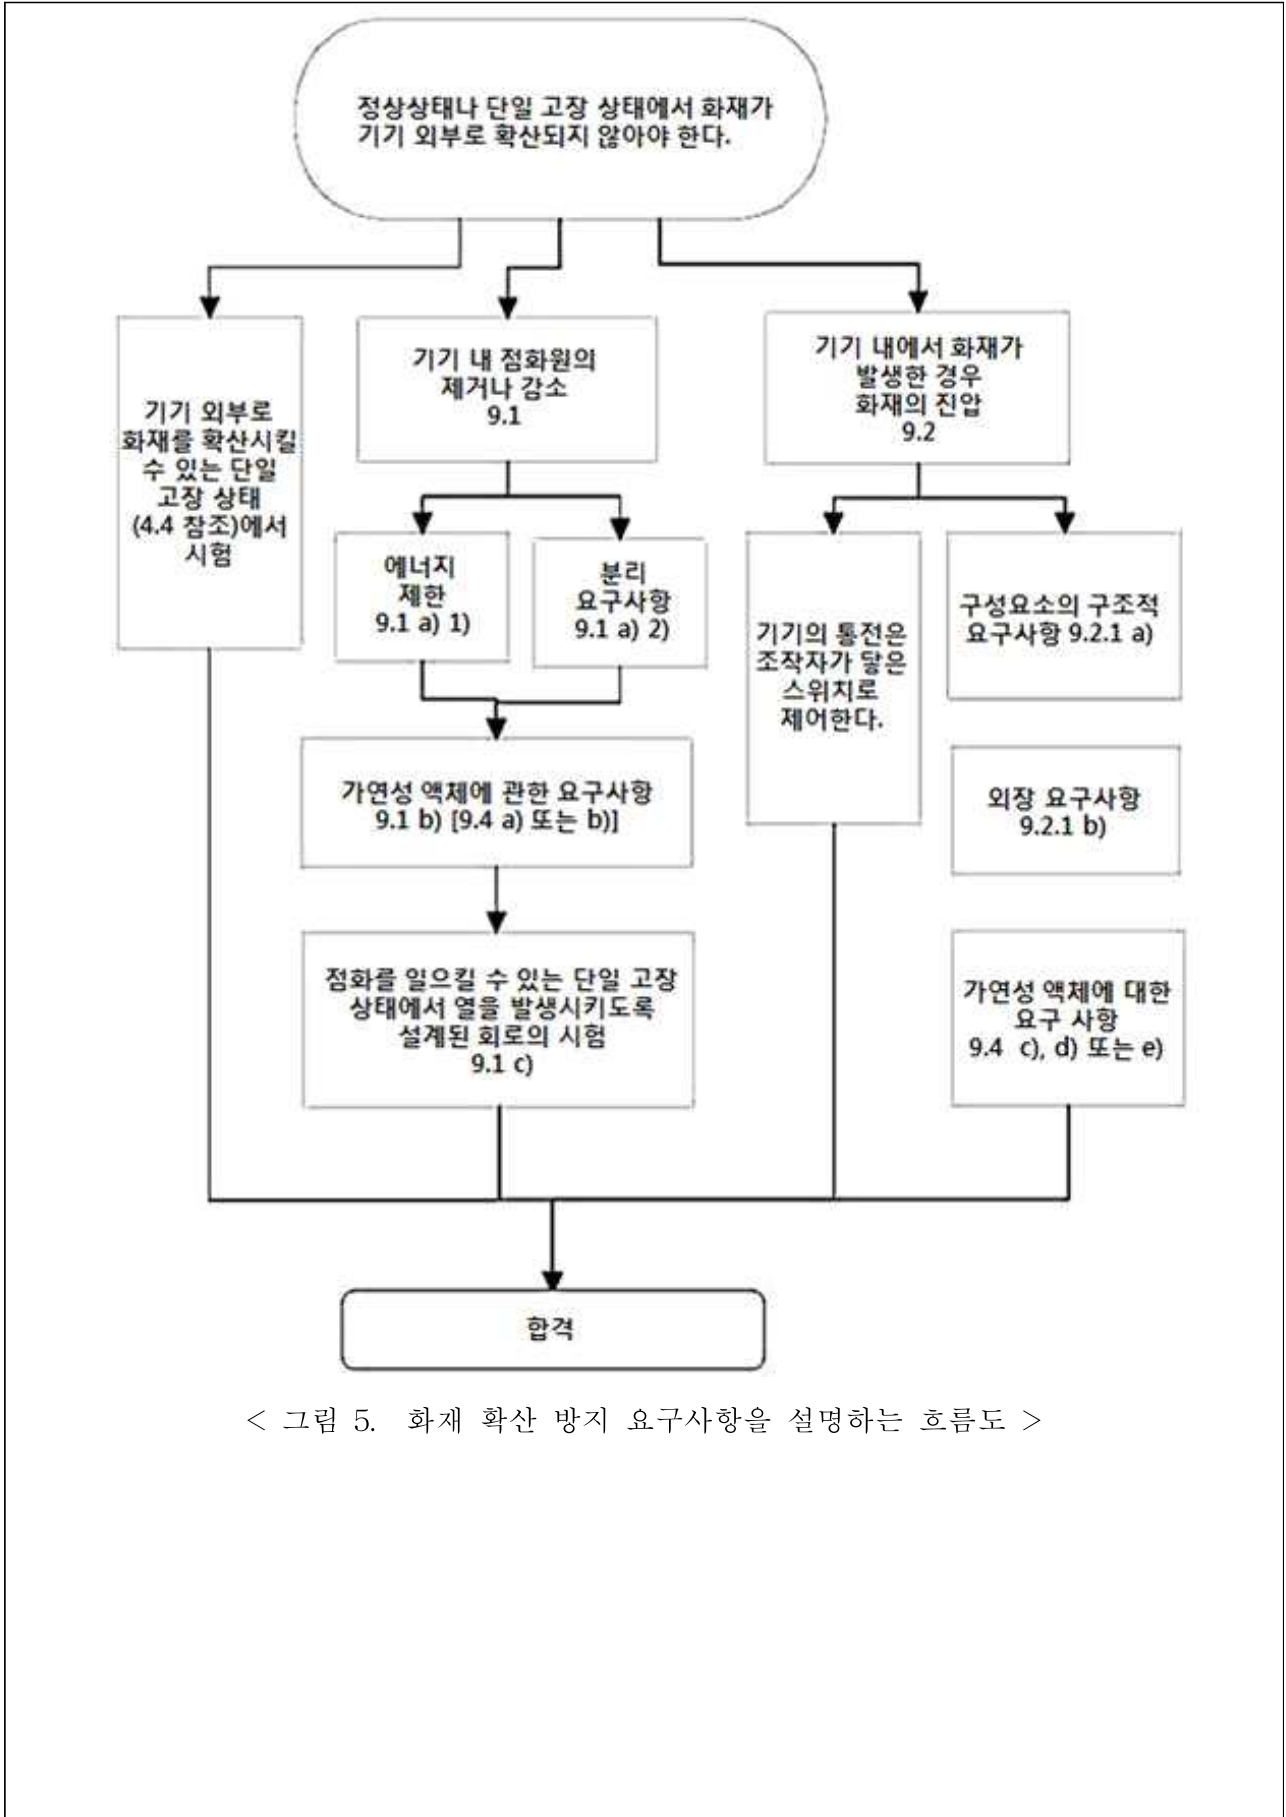 정상상태나 단일 고장 상태에서 화재가
기기 외부로 확산되지 않아야 한다.
기기 외부로
화재를 확산시킬
수 있는 단일
고장 상태
(4.4 참조)에서
시험
기기 내 점화원의
제거나 감소
9.1
기기 내에서 화재가
발생한 경우
화재의 진압
9.2
에너지
제한
9.1 a) 1)
분리
요구사항
9.1 a) 2)
가연성 액체에 관한 요구사항
9.1 b) [9.4 a) 또는 b)]
점화를 일으킬 수 있는 단일 고장
상태에서 열을 발생시키도록
설계된 회로의 시험
9.1 c)
기기의 통전은
조작자가 닿은
스위치로
제어한다.
구성요소의 구조적
요구사항 9.2.1 a)
외장 요구사항
9.2.1 b)
가연성 액체에 대한
요구 사항
9.4 c), d) 또는 e)
합격
< 그림 5. 화재 확산 방지 요구사항을 설명하는 흐름도 >